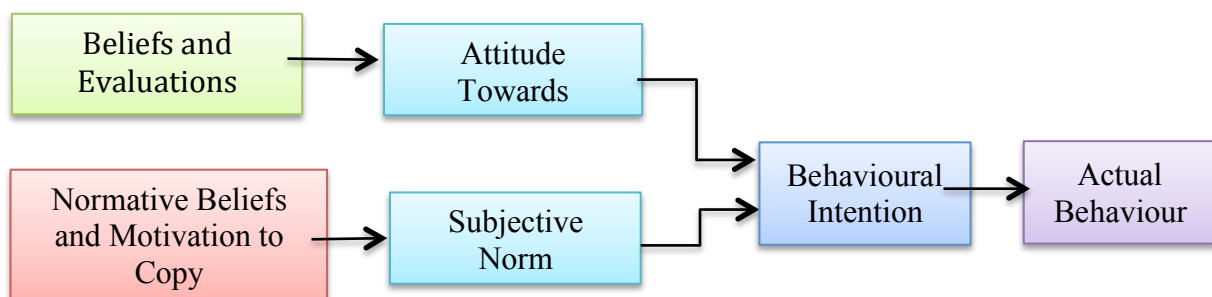 Beliefs and
Evaluations
Attitude
Towards
Normative Beliefs
and Motivation to
Copy
Subjective
Norm
Behavioural
Intention
Actual
Behaviour